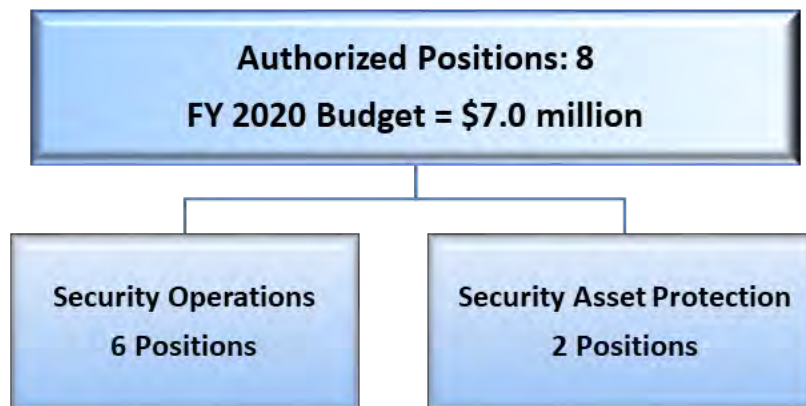 Authorized Positions: 8
FY 2020 Budget = $7.0 million
Security Operations
6 Positions
Security Asset Protection
2 Positions